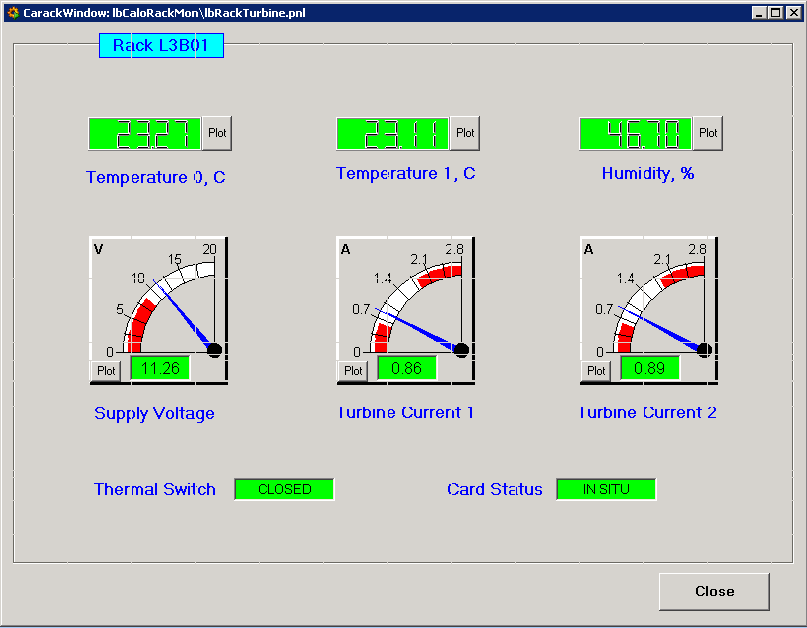 CarackWindow: lbCaloRackMon\lbRackTurbine.pnl
Rack L3B01
23.27 Plot
23.11 Plot
46.70 Plot
Temperature 0, C
Temperature 1, C
Humidity, %
V
0
5
10
15
20
Plot
11.26
A
0
0.7
1.4
2.1
2.8
Plot
0.86
A
0
0.7
1.4
2.1
2.8
Plot
0.89
Supply Voltage
Turbine Current 1
Turbine Current 2
Thermal Switch CLOSED
Card Status IN SITU
Close